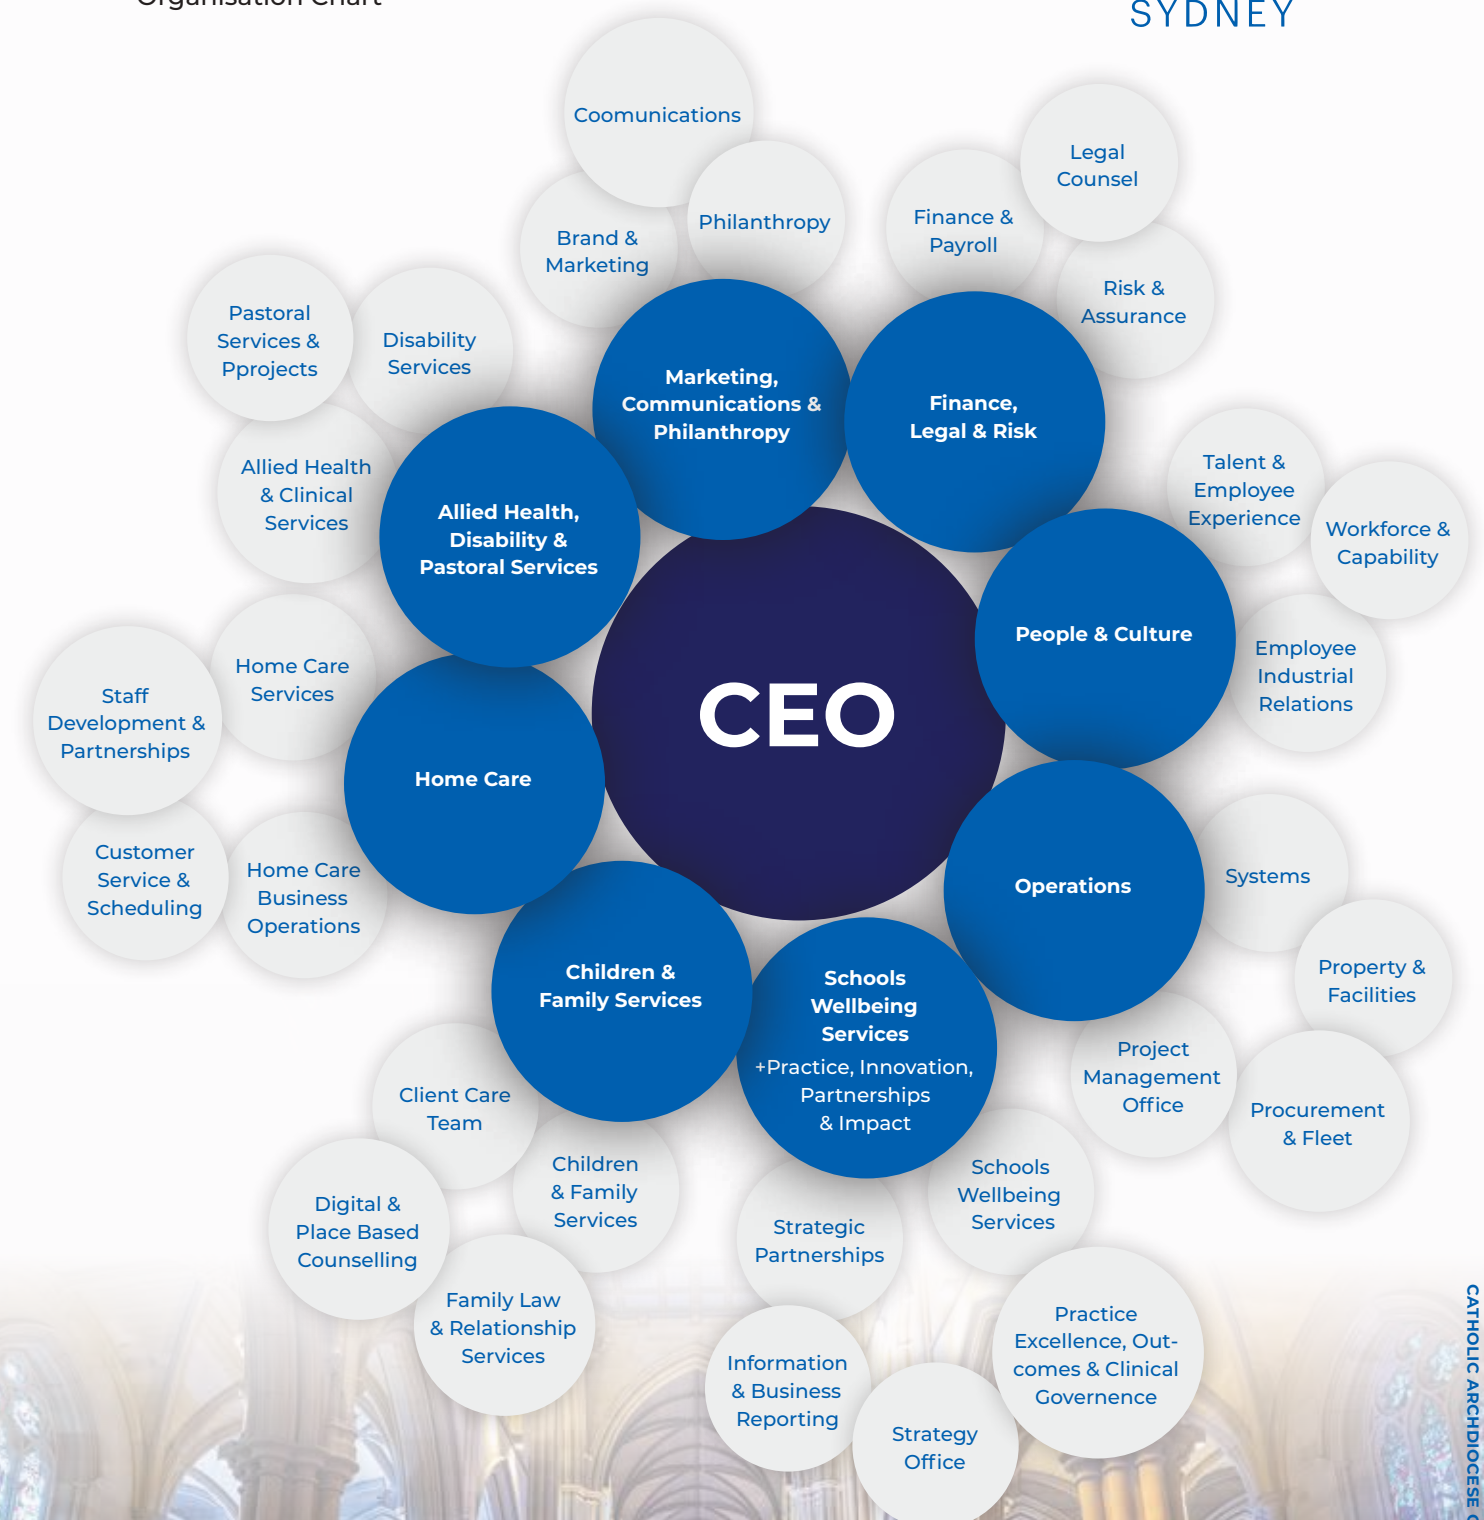 Organisation Chart
SYDNEY
Coomunications
Legal
Counsel
Philanthropy
Finance &
Payroll
Brand &
Marketing
Risk &
Assurance
Pastoral
Services &
Pprojects
Disability
Services
Marketing,
Communications &
Philanthropy
Finance,
Legal & Risk
Allied Health
& Clinical
Services
Talent &
Employee
Experience
Workforce &
Capability
Allied Health,
Disability &
Pastoral Services
People & Culture
Employee
Industrial
Relations
Home Care
Services
Staff
Development &
Partnerships
CEO
Home Care
Customer
Service &
Scheduling
Home Care
Business
Operations
Operations
Systems
Property &
Facilities
Children &
Family Services
Schools
Wellbeing
Services
+Practice, Innovation,
Partnerships
& Impact
Project
Management
Office
Procurement
& Fleet
Client Care
Team
Children
& Family
Services
Schools
Wellbeing
Services
Digital &
Place Based
Counselling
Strategic
Partnerships
Family Law
& Relationship
Services
Practice
Excellence, Out-
comes & Clinical
Governence
Information
& Business
Reporting
Strategy
Office
CATHOLIC ARCHDIOCESE